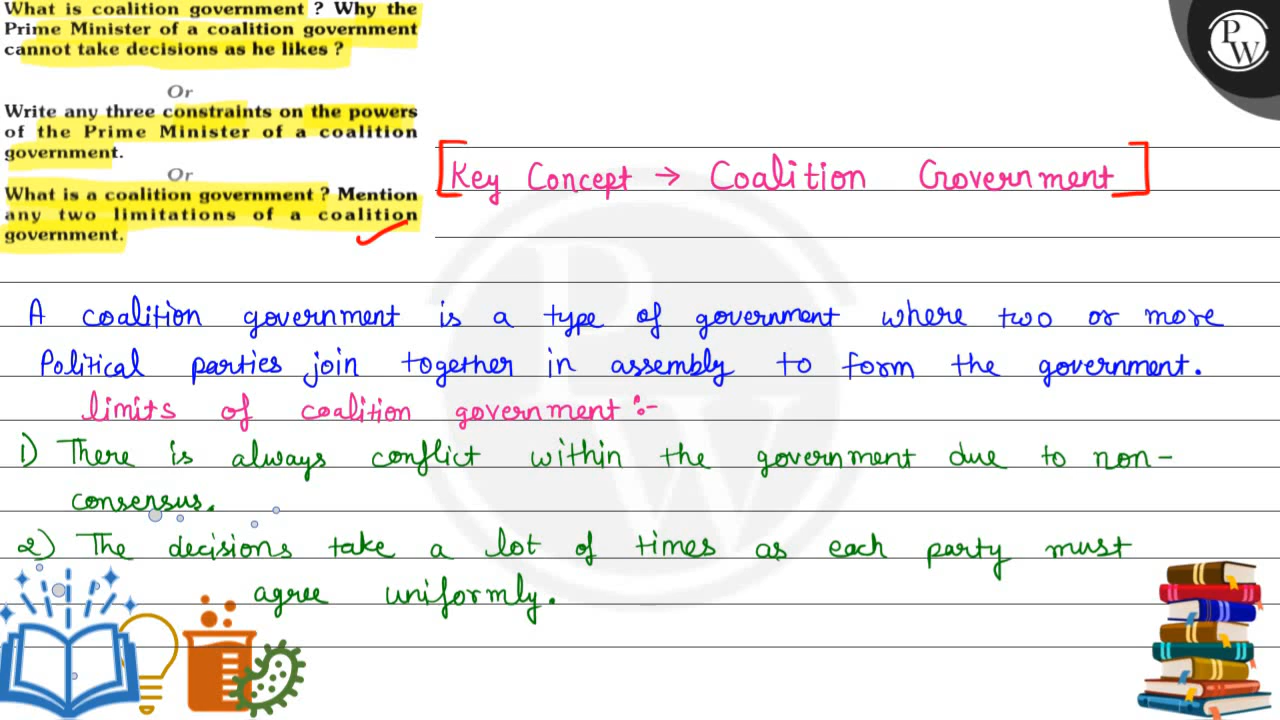 What is coalition government ? Why the
Prime Minister of a coalition government
cannot take decisions as he likes ?
Or
Write any three constraints on the powers
of the Prime Minister of a coalition
government.
Or
What is a coalition government ? Mention
any two limitations of a coalition
government.
PW
[Key Concept → Coalition Government]
A coalition government is a type of government where two or more
Political parties join together in assembly to form the government.
limits of coalition government :-
1) There is always conflict within the government due to non-
consensus.
2) The decisions take a lot of times as each party must
agree uniformly.